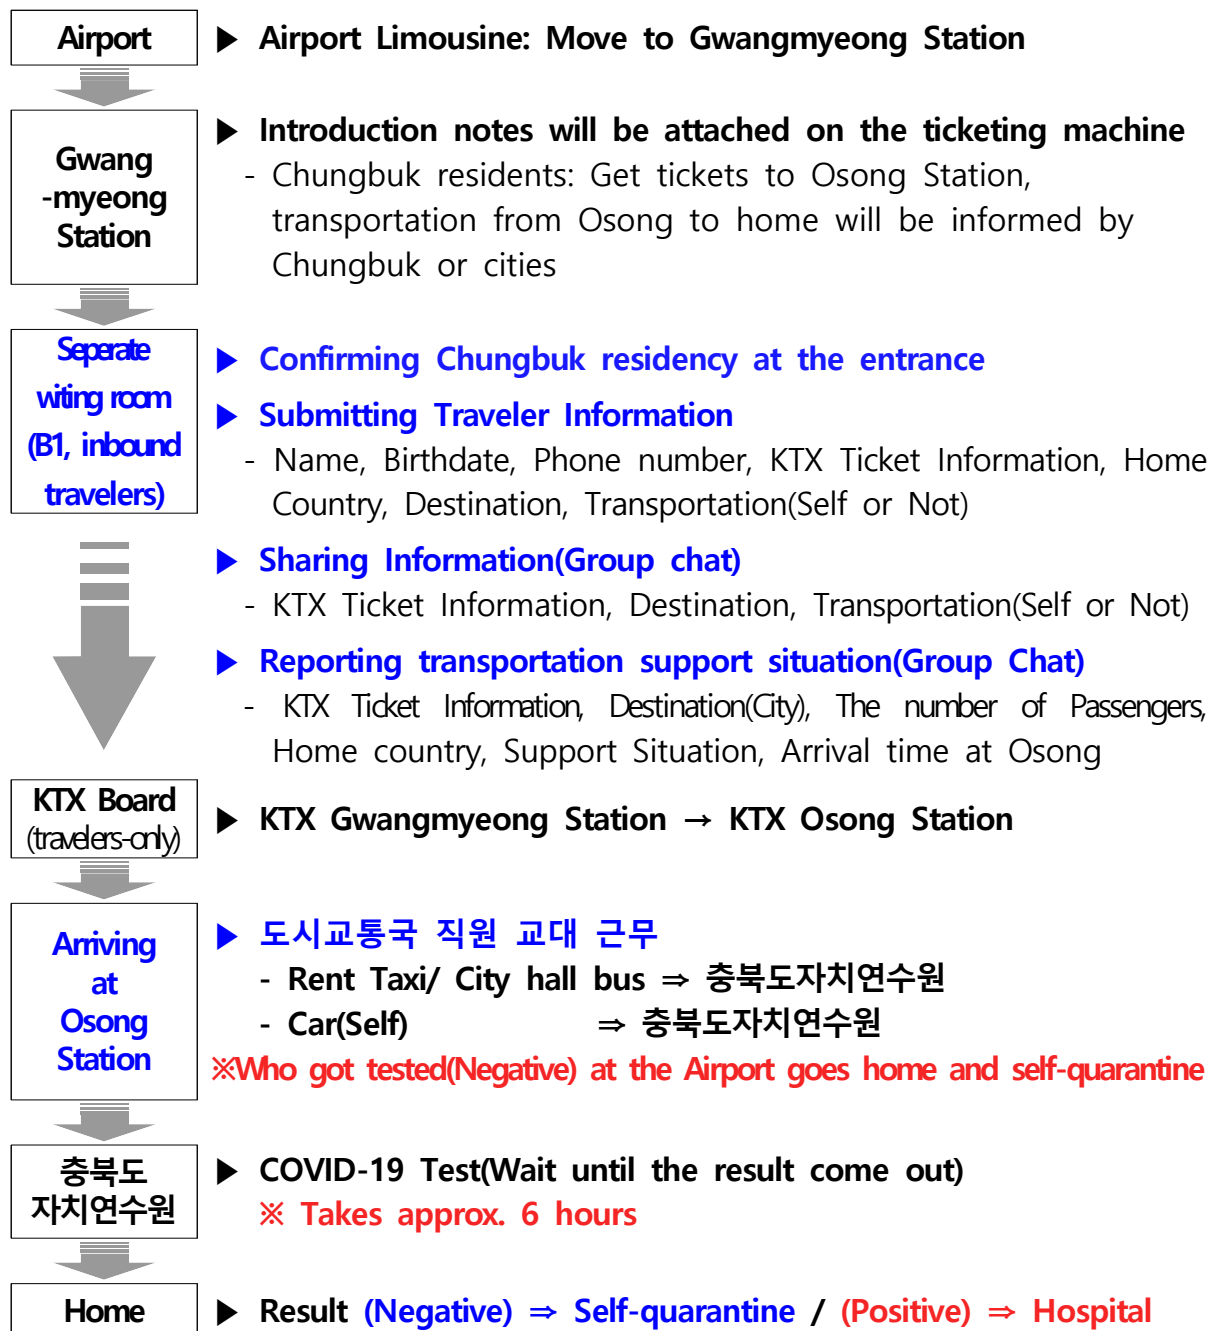 Airport
▶ Airport Limousine: Move to Gwangmyeong Station
Gwang
-myeong
Station
▶ Introduction notes will be attached on the ticketing machine
- Chungbuk residents: Get tickets to Osong Station,
transportation from Osong to home will be informed by
Chungbuk or cities
Seperate
witing room
(B1, inbound
travelers)
▶ Confirming Chungbuk residency at the entrance
▶ Submitting Traveler Information
- Name, Birthdate, Phone number, KTX Ticket Information, Home
Country, Destination, Transportation(Self or Not)
▶ Sharing Information(Group chat)
- KTX Ticket Information, Destination, Transportation(Self or Not)
▶ Reporting transportation support situation(Group Chat)
- KTX Ticket Information, Destination(City), The number of Passengers,
Home country, Support Situation, Arrival time at Osong
KTX Board
(travelers-only)
▶ KTX Gwangmyeong Station → KTX Osong Station
Arriving
at
Osong
Station
▶ 도시교통국 직원 교대 근무
- Rent Taxi/ City hall bus ⇒ 충북도자치연수원
- Car(Self) ⇒ 충북도자치연수원
※Who got tested(Negative) at the Airport goes home and self-quarantine
충북도
자치연수원
▶ COVID-19 Test(Wait until the result come out)
※ Takes approx. 6 hours
Home
▶ Result (Negative) ⇒ Self-quarantine / (Positive) ⇒ Hospital